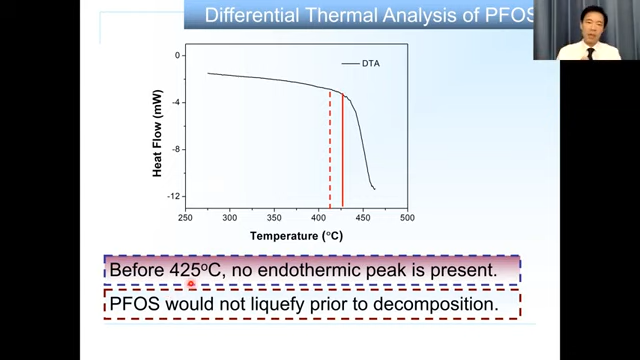 Differential Thermal Analysis of PFOS
0
-4
-8
-12
Heat Flow (mW)
DTA
250 300 350 400 450 500
Temperature (°C)
Before 425°C, no endothermic peak is present.
PFOS would not liquefy prior to decomposition.